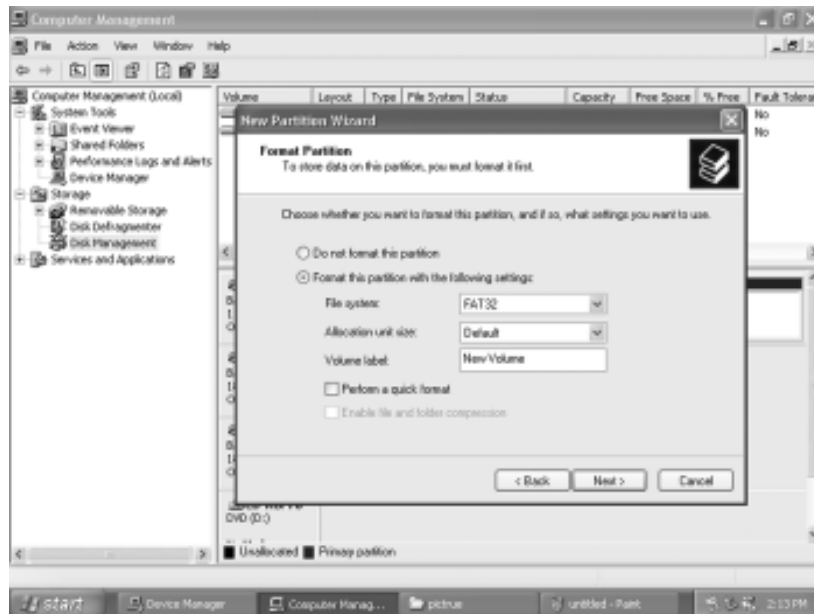 Computer Management
File Action View Window Help
Computer Management (Local)
System Tools
Event Viewer
Shared Folders
Performance Logs and Alerts
Device Manager
Storage
Removable Storage
Disk Defragmenter
Disk Management
Services and Applications
Volume Layout Type File System Status Capacity Free Space % Free Fault Tolera
No
No
New Partition Wizard
Format Partition
To store data on this partition, you must format it first.
Choose whether you want to format this partition, and if so, what settings you want to use.
Do not format this partition
Format this partition with the following settings:
File system: FAT32
Allocation unit size: Default
Volume label: New Volume
Perform a quick format
Enable file and folder compression
< Back Next > Cancel
DVD (D:)
Unallocated Primary partition
start Device Manager Computer Manag... pictrue untitled - Paint 2:13 PM